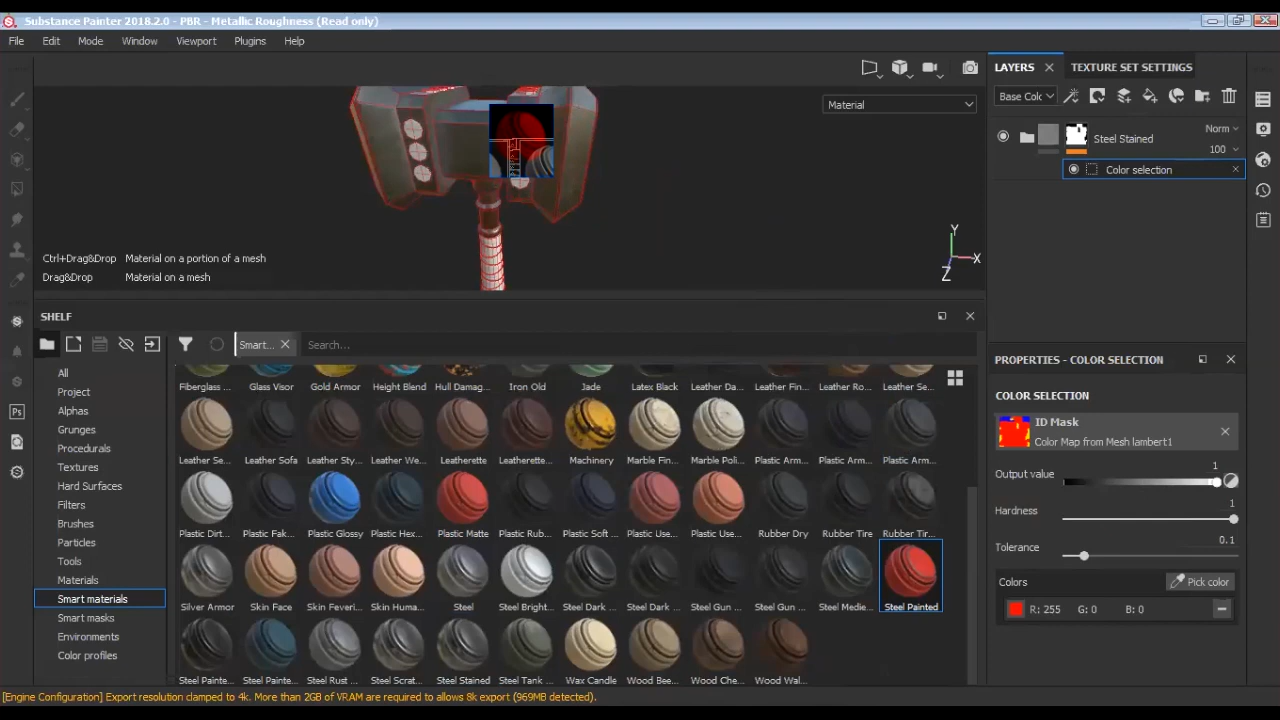 Substance Painter 2018.2.0 - PBR - Metallic Roughness (Read only)
File Edit Mode Window Viewport Plugins Help
Material
Ctrl+Drag&Drop Material on a portion of a mesh
Drag&Drop Material on a mesh
Y
X
Z
LAYERS TEXTURE SET SETTINGS
Base Col
Steel Stained Norm
100
Color selection
SHELF
Smart... Search...
All
Project
Alphas
Grunges
Procedurals
Textures
Hard Surfaces
Filters
Brushes
Particles
Tools
Materials
Smart materials
Smart masks
Environments
Color profiles
Fiberglass ... Glass Visor Gold Armor Height Blend Hull Damag... Iron Old Jade Latex Black Leather Da... Leather Fin... Leather Ro... Leather Se...
Leather Se... Leather Sofa Leather Sty... Leather We... Leatherette Leatherette... Machinery Marble Fin... Marble Poli... Plastic Arm... Plastic Arm... Plastic Arm...
Plastic Dirt... Plastic Fak... Plastic Glossy Plastic Hex... Plastic Matte Plastic Rub... Plastic Soft ... Plastic Use... Plastic Use... Rubber Dry Rubber Tire Rubber Tir...
Silver Armor Skin Face Skin Feveri... Skin Huma... Steel Steel Bright... Steel Dark ... Steel Dark ... Steel Gun ... Steel Gun ... Steel Medie... Steel Painted
Steel Painte... Steel Painte... Steel Rust ... Steel Scrat... Steel Stained Steel Tank ... Wax Candle Wood Bee... Wood Che... Wood Wal...
PROPERTIES - COLOR SELECTION
COLOR SELECTION
ID Mask
Color Map from Mesh lambert1
Output value 1
Hardness 1
Tolerance 0.1
Colors Pick color
R: 255 G: 0 B: 0
Ps
[Engine Configuration] Export resolution clamped to 4k. More than 2GB of VRAM are required to allows 8k export (969MB detected).